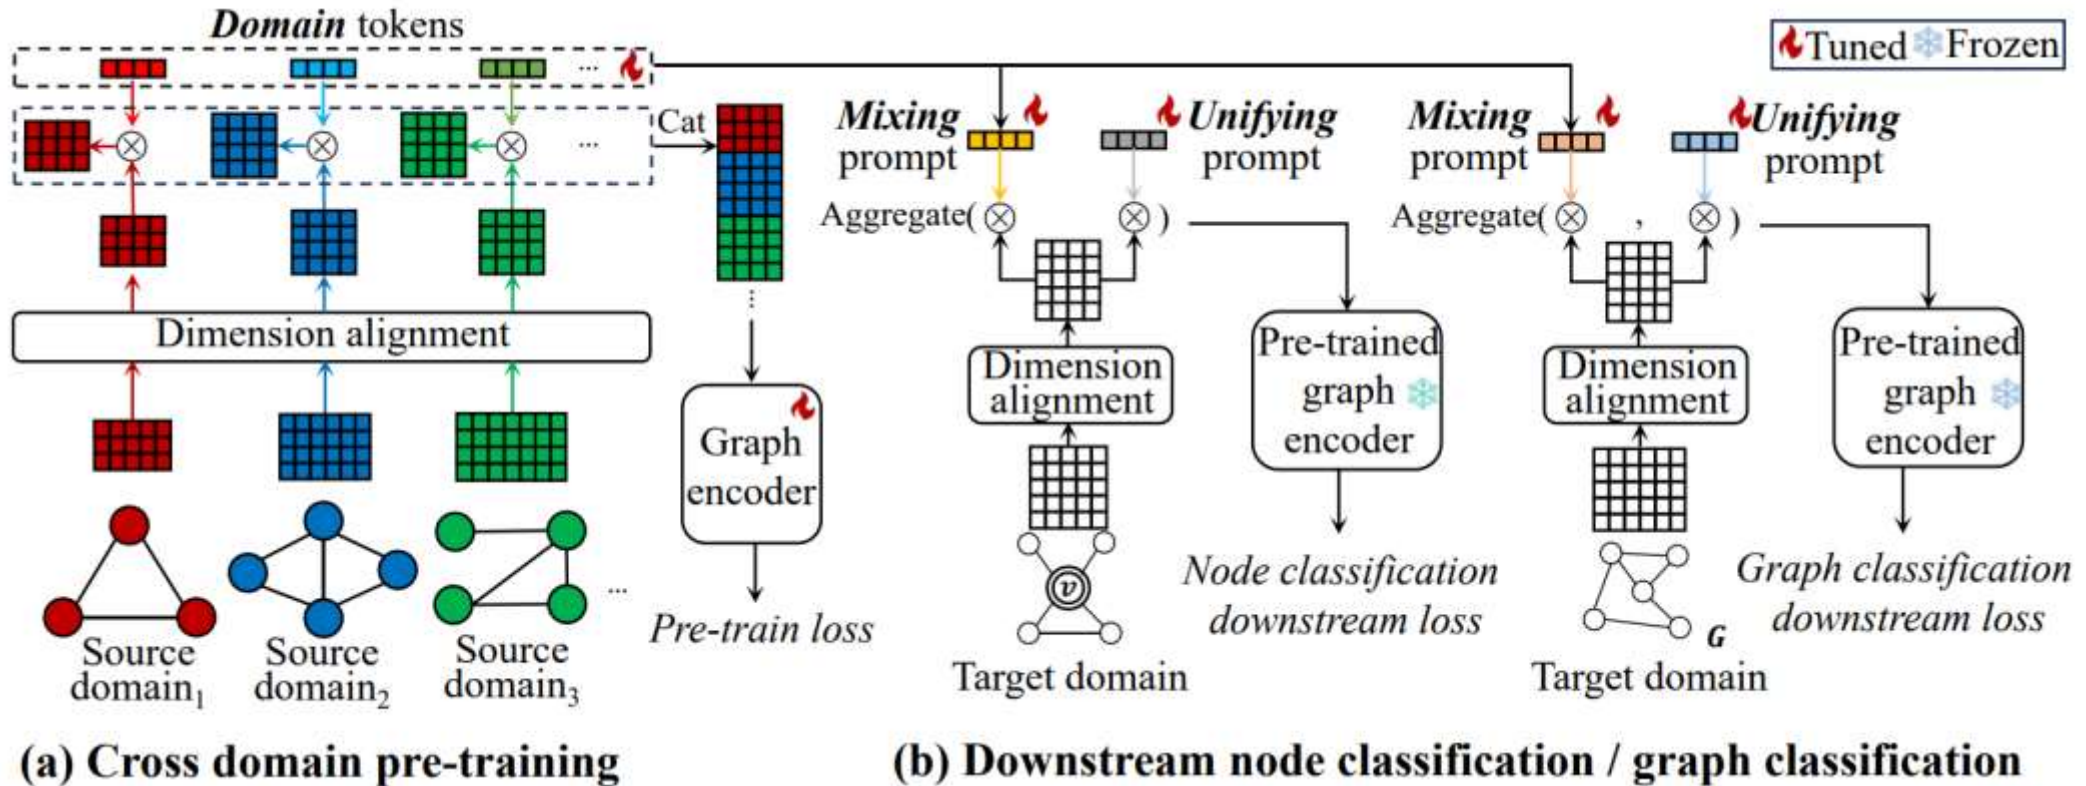 Domain tokens
...
Cat
...
Dimension alignment
...
Graph
encoder
Pre-train loss
...
Source
domain1
Source
domain2
Source
domain3
(a) Cross domain pre-training
Tuned Frozen
Mixing
prompt
Unifying
prompt
Aggregate( )
Dimension
alignment
Pre-trained
graph
encoder
v
Node classification
downstream loss
Target domain
Mixing
prompt
Unifying
prompt
Aggregate( , )
Dimension
alignment
Pre-trained
graph
encoder
G
Graph classification
downstream loss
Target domain
(b) Downstream node classification / graph classification